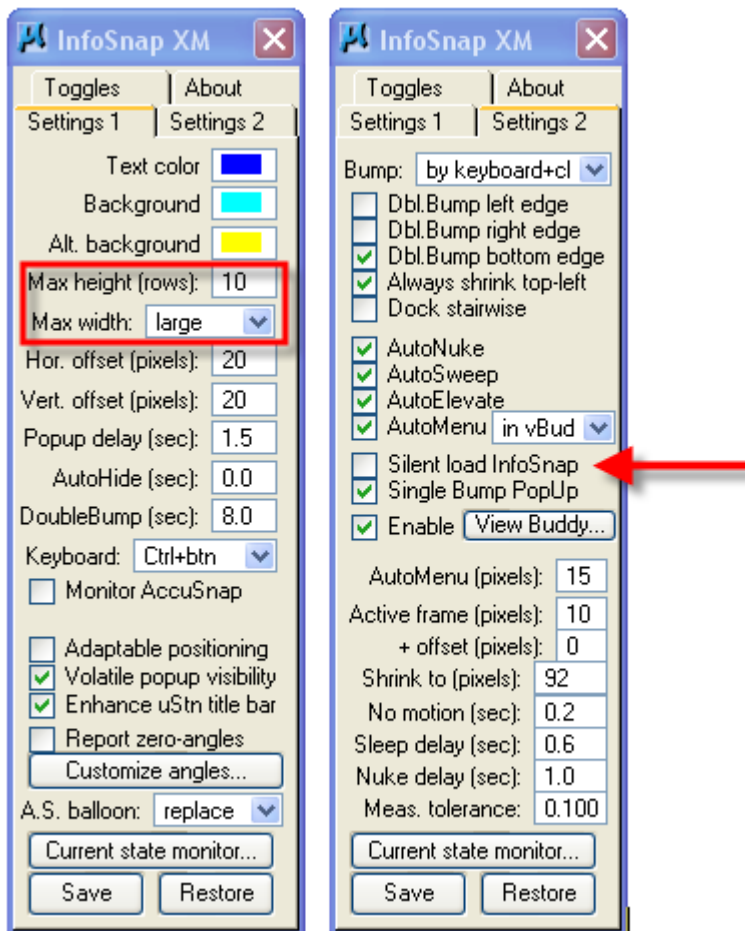 InfoSnap XM
Toggles About
Settings 1 Settings 2
Text color
Background
Alt. background
Max height (rows): 10
Max width: large
Hor. offset (pixels): 20
Vert. offset (pixels): 20
Popup delay (sec): 1.5
AutoHide (sec): 0.0
DoubleBump (sec): 8.0
Keyboard: Ctrl+btn
Monitor AccuSnap
Adaptable positioning
Volatile popup visibility
Enhance uStn title bar
Report zero-angles
Customize angles...
A.S. balloon: replace
Current state monitor...
Save Restore
InfoSnap XM
Toggles About
Settings 1 Settings 2
Bump: by keyboard+cl
Dbl.Bump left edge
Dbl.Bump right edge
Dbl.Bump bottom edge
Always shrink top-left
Dock stairwise
AutoNuke
AutoSweep
AutoElevate
AutoMenu in vBud
Silent load InfoSnap
Single Bump PopUp
Enable View Buddy...
AutoMenu (pixels): 15
Active frame (pixels): 10
+ offset (pixels): 0
Shrink to (pixels): 92
No motion (sec): 0.2
Sleep delay (sec): 0.6
Nuke delay (sec): 1.0
Meas. tolerance: 0.100
Current state monitor...
Save Restore